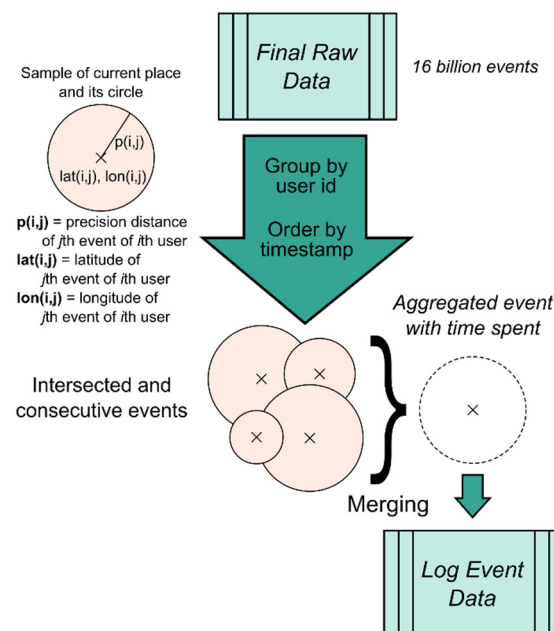 Final Raw
Data
16 billion events
Sample of current place
and its circle
p(i,j)
lat(i,j), lon(i,j)
p(i,j) = precision distance
of jth event of ith user
lat(i,j) = latitude of
jth event of ith user
lon(i,j) = longitude of
jth event of ith user
Group by
user id
Order by
timestamp
Aggregated event
with time spent
Intersected and
consecutive events
Merging
Log Event
Data